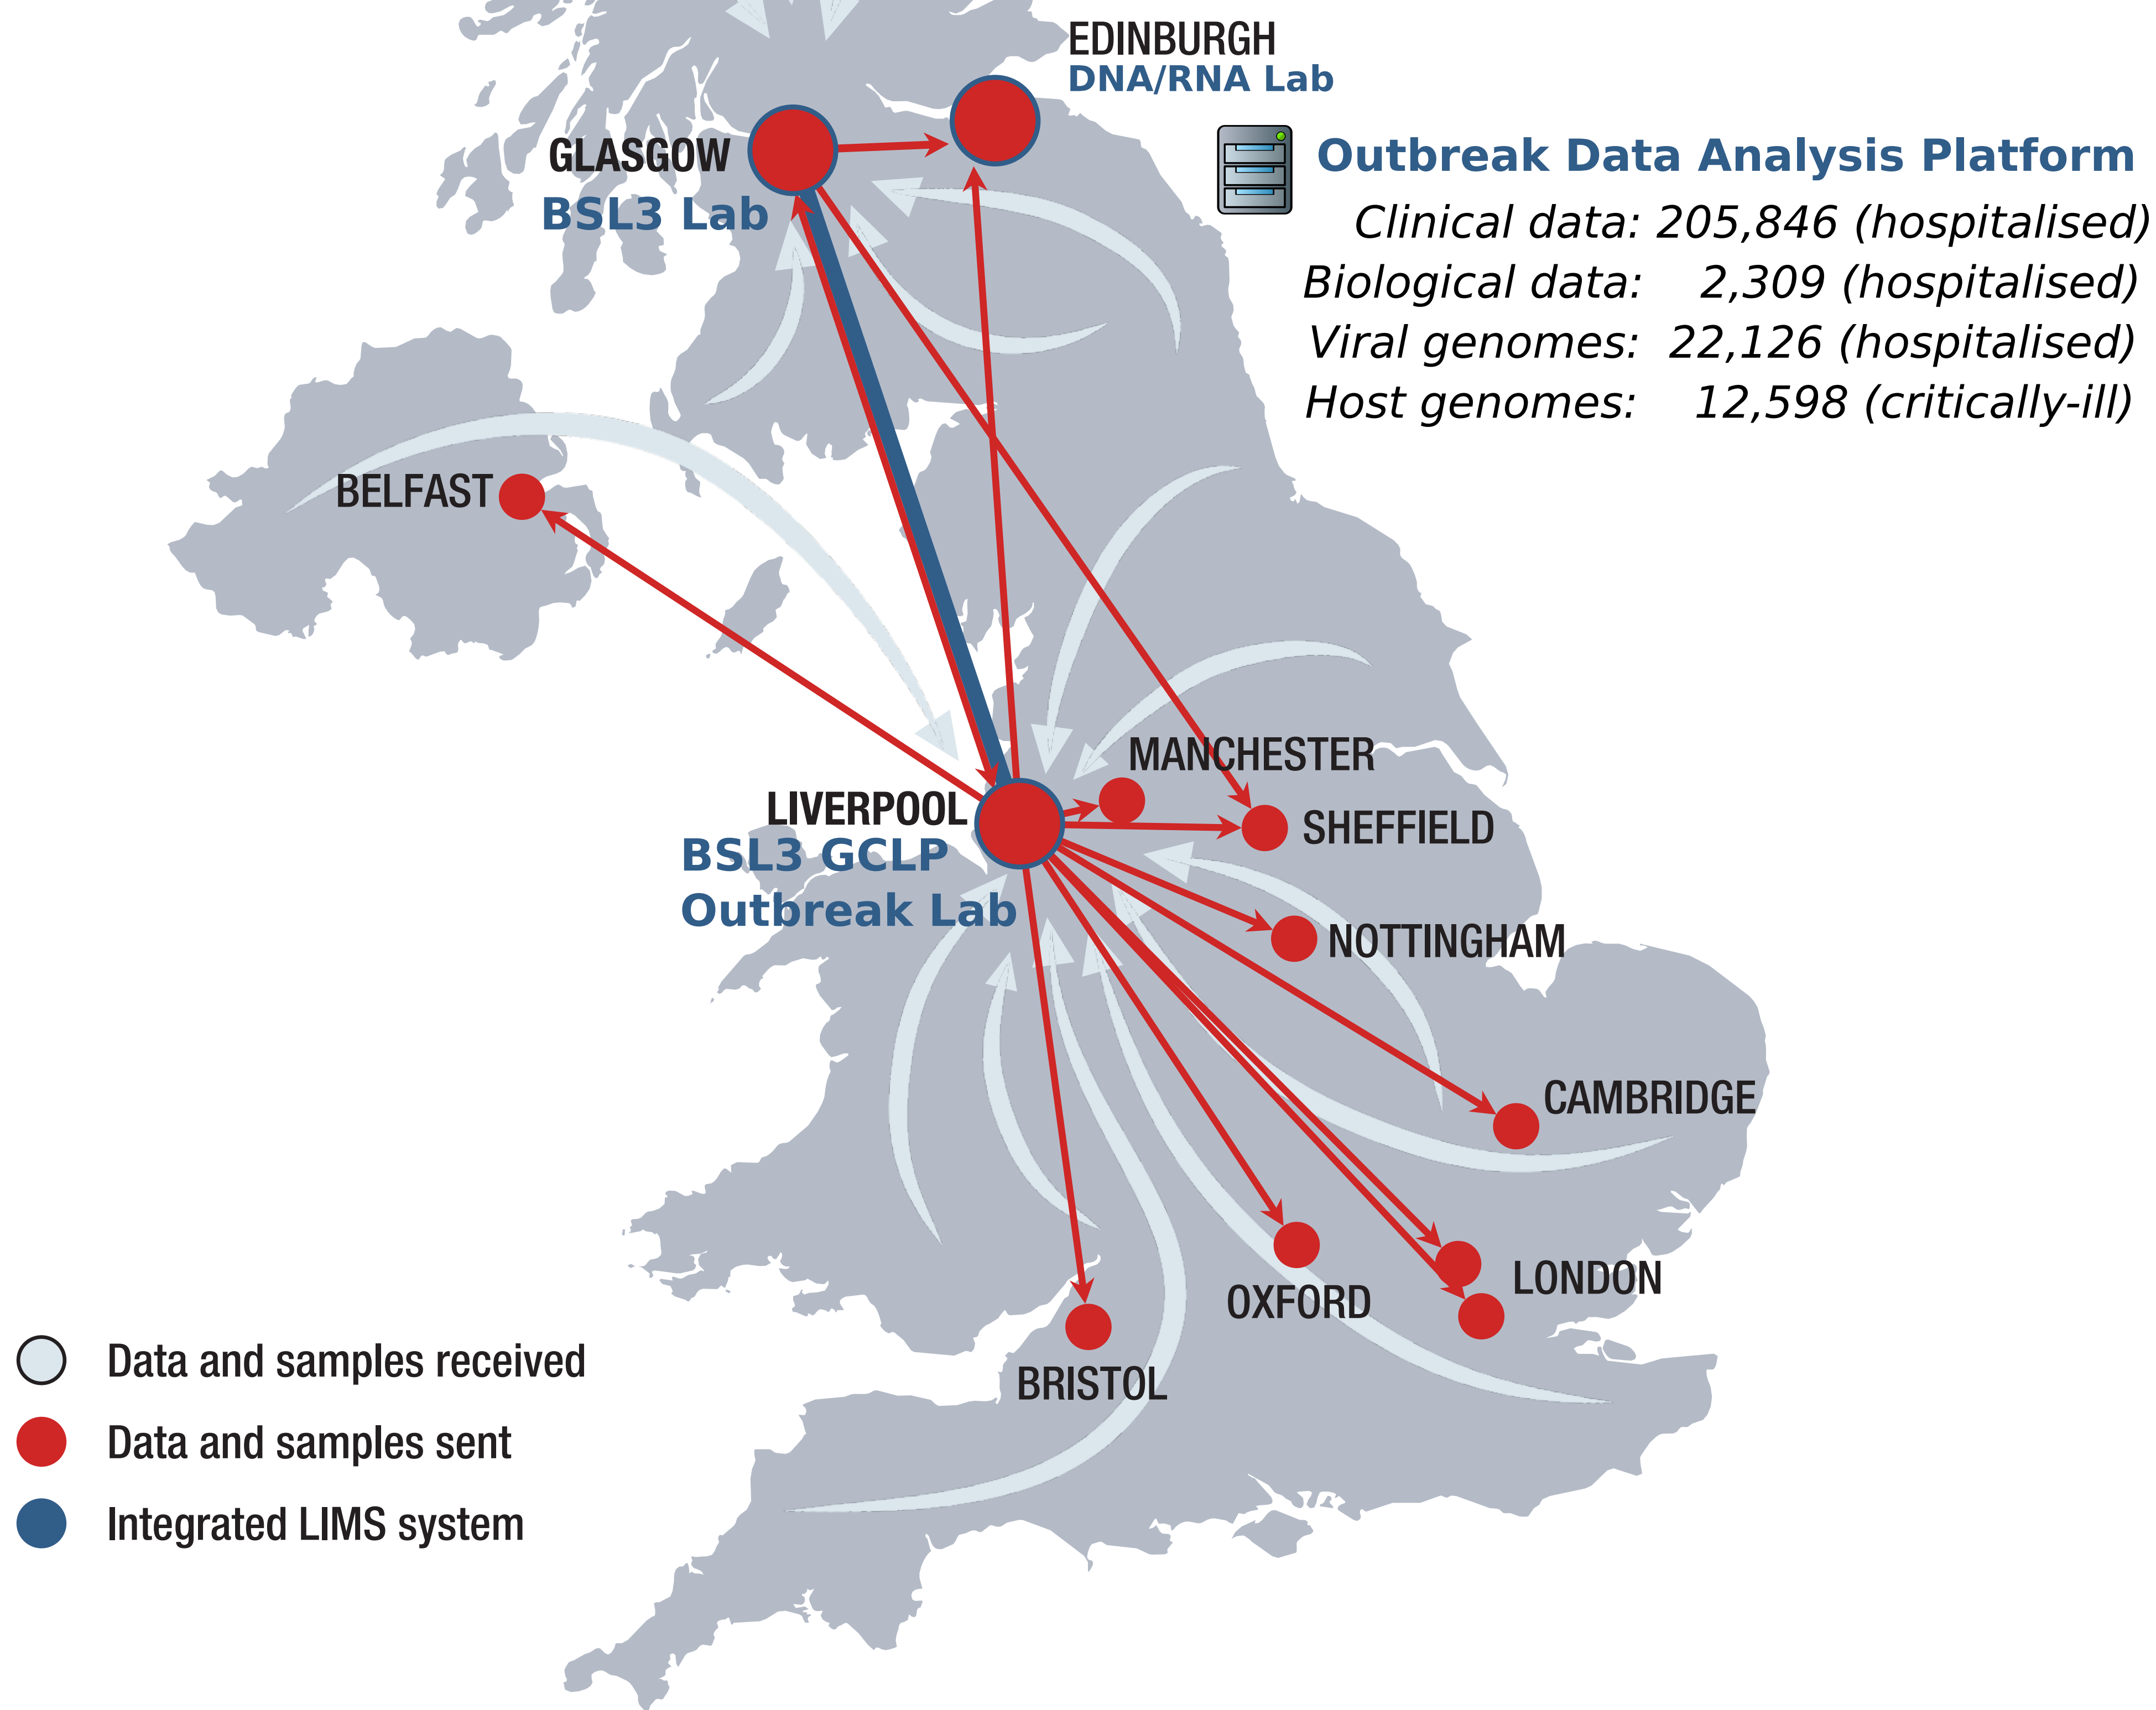 EDINBURGH
DNA/RNA Lab
GLASGOW
BSL3 Lab
Outbreak Data Analysis Platform
Clinical data: 205,846 (hospitalised)
Biological data: 2,309 (hospitalised)
Viral genomes: 22,126 (hospitalised)
Host genomes: 12,598 (critically-ill)
BELFAST
MANCHESTER
LIVERPOOL
BSL3 GCLP
Outbreak Lab
SHEFFIELD
NOTTINGHAM
CAMBRIDGE
LONDON
OXFORD
BRISTOL
Data and samples received
Data and samples sent
Integrated LIMS system